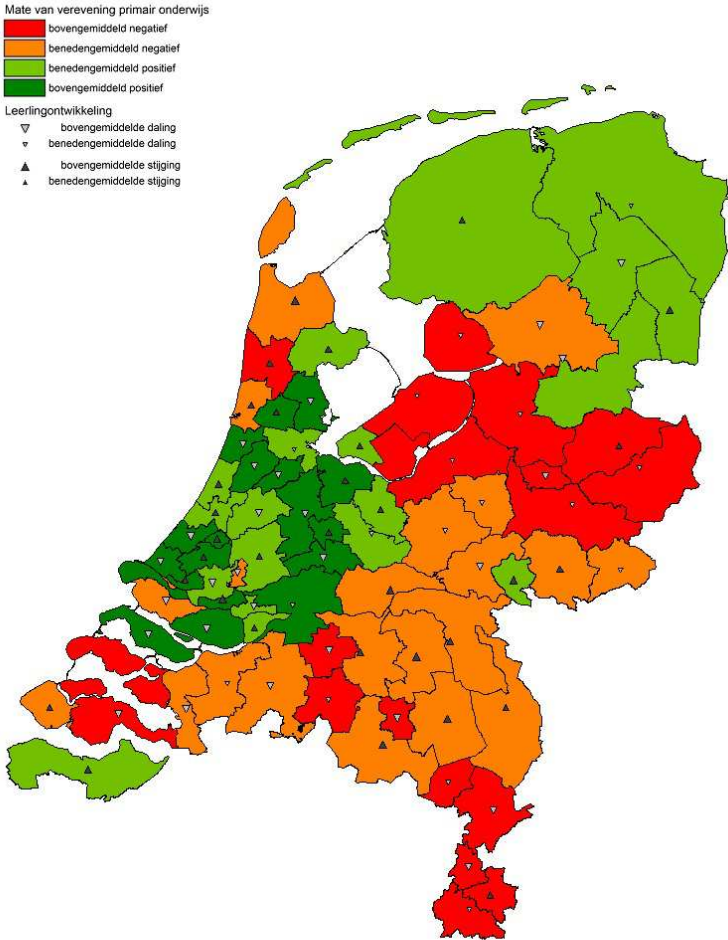 Mate van verevening primair onderwijs
bovengemiddeld negatief
benedengemiddeld negatief
benedengemiddeld positief
bovengemiddeld positief
Leerlingontwikkeling
bovengemiddelde daling
benedengemiddelde daling
bovengemiddelde stijging
benedengemiddelde stijging